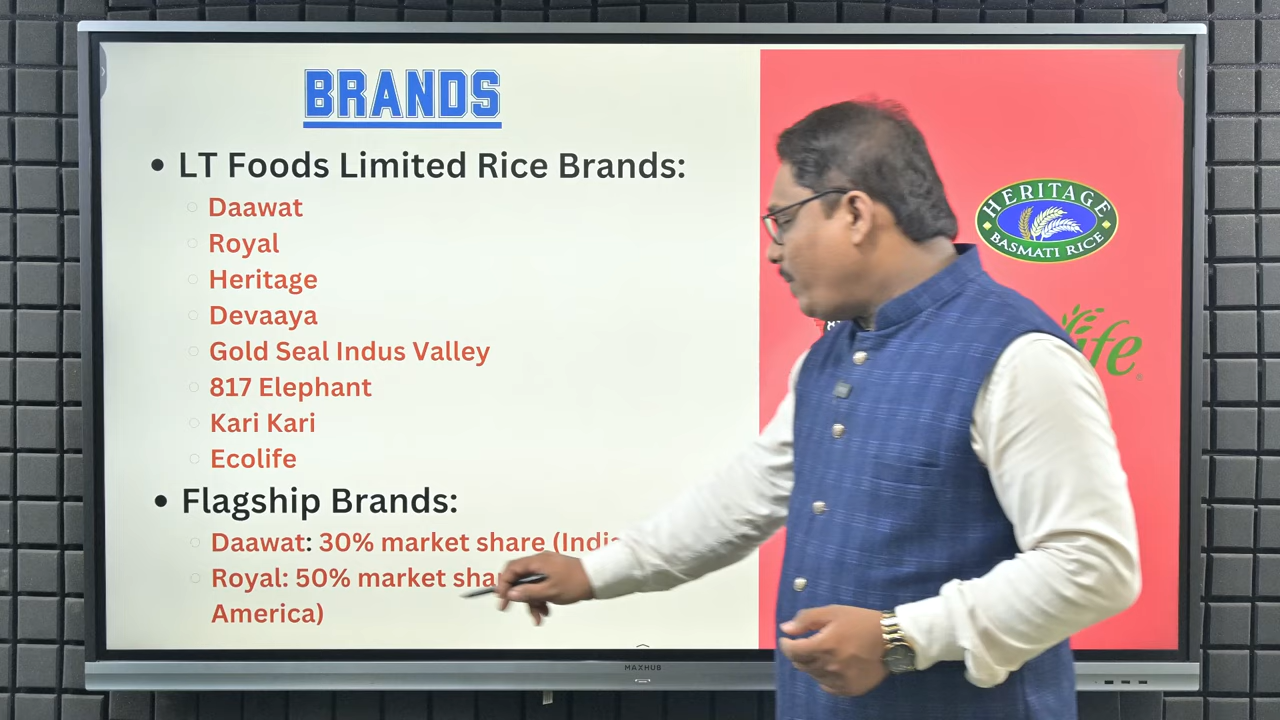 BRANDS
LT Foods Limited Rice Brands:
Daawat
Royal
Heritage
Devaaya
Gold Seal Indus Valley
817 Elephant
Kari Kari
Ecolife
Flagship Brands:
Daawat: 30% market share
Royal: 50% market
America)
HERITAGE
BASMATI RICE
MAXHUB